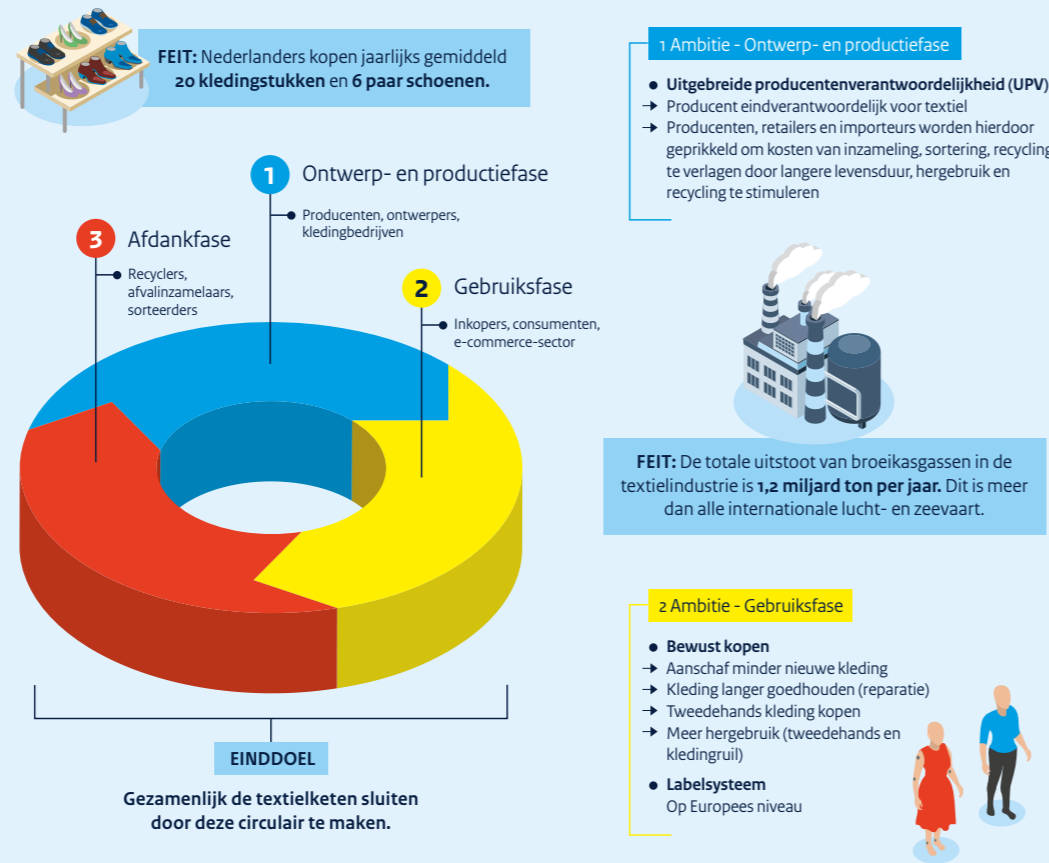 FEIT: Nederlanders kopen jaarlijks gemiddeld
20 kledingstukken en 6 paar schoenen.
1 Ontwerp- en productiefase
Producenten, ontwerpers,
kledingbedrijven
3 Afdankfase
Recyclers,
afvalinzamelaars,
sorteerders
2 Gebruiksfase
Inkopers, consumenten,
e-commerce-sector
EINDDOEL
Gezamenlijk de textielketen sluiten
door deze circulair te maken.
1 Ambitie - Ontwerp- en productiefase
● Uitgebreide producentenverantwoordelijkheid (UPV)
→ Producent eindverantwoordelijk voor textiel
→ Producenten, retailers en importeurs worden hierdoor
geprikkeld om kosten van inzameling, sortering, recycling
te verlagen door langere levensduur, hergebruik en
recycling te stimuleren
FEIT: De totale uitstoot van broeikasgassen in de
textielindustrie is 1,2 miljard ton per jaar. Dit is meer
dan alle internationale lucht- en zeevaart.
2 Ambitie - Gebruiksfase
● Bewust kopen
→ Aanschaf minder nieuwe kleding
→ Kleding langer goedhouden (reparatie)
→ Tweedehands kleding kopen
→ Meer hergebruik (tweedehands en
kledingruil)
● Labelsysteem
Op Europees niveau